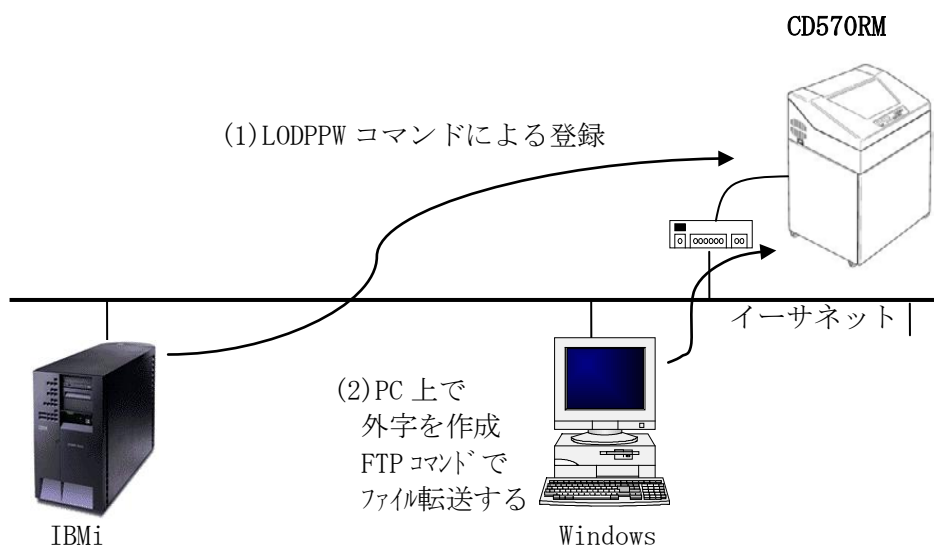 CD570RM
(1)LODPPW コマンドによる登録
イーサネット
(2)PC 上で
外字を作成
FTP ｺﾏﾝﾄﾞで
ﾌｧｲﾙ転送する
IBMi
Windows